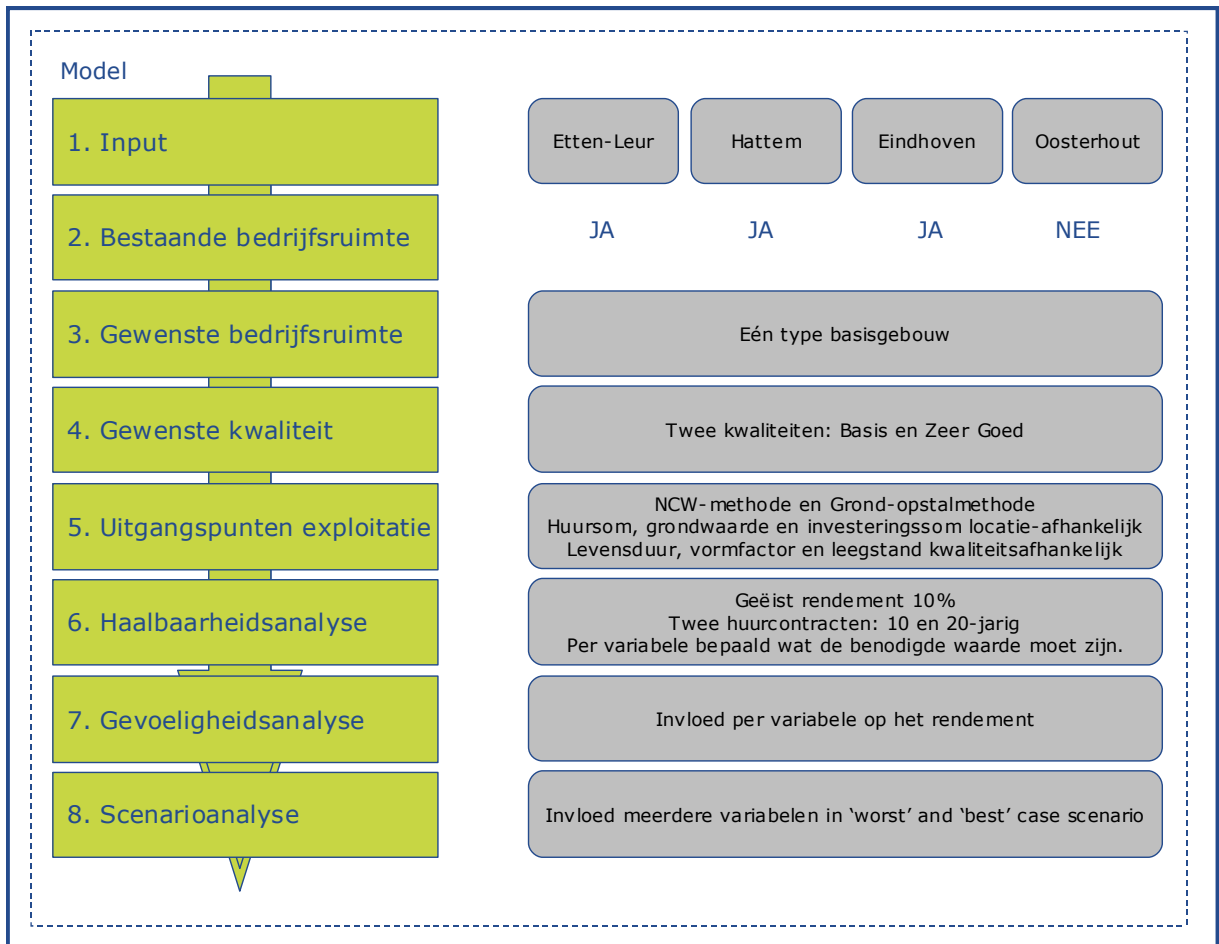 Model
1. Input
Etten-Leur
Hattem
Eindhoven
Oosterhout
2. Bestaande bedrijfsruimte
JA
JA
JA
NEE
3. Gewenste bedrijfsruimte
Eén type basisgebouw
4. Gewenste kwaliteit
Twee kwaliteiten: Basis en Zeer Goed
5. Uitgangspunten exploitatie
NCW-methode en Grond-opstalmethode
Huursom, grondwaarde en investeringssom locatie-afhankelijk
Levensduur, vormfactor en leegstand kwaliteitsafhankelijk
6. Haalbaarheidsanalyse
Geëist rendement 10%
Twee huurcontracten: 10 en 20-jarig
Per variabele bepaald wat de benodigde waarde moet zijn.
7. Gevoeligheidsanalyse
Invloed per variabele op het rendement
8. Scenarioanalyse
Invloed meerdere variabelen in ‘worst’ and ‘best’ case scenario